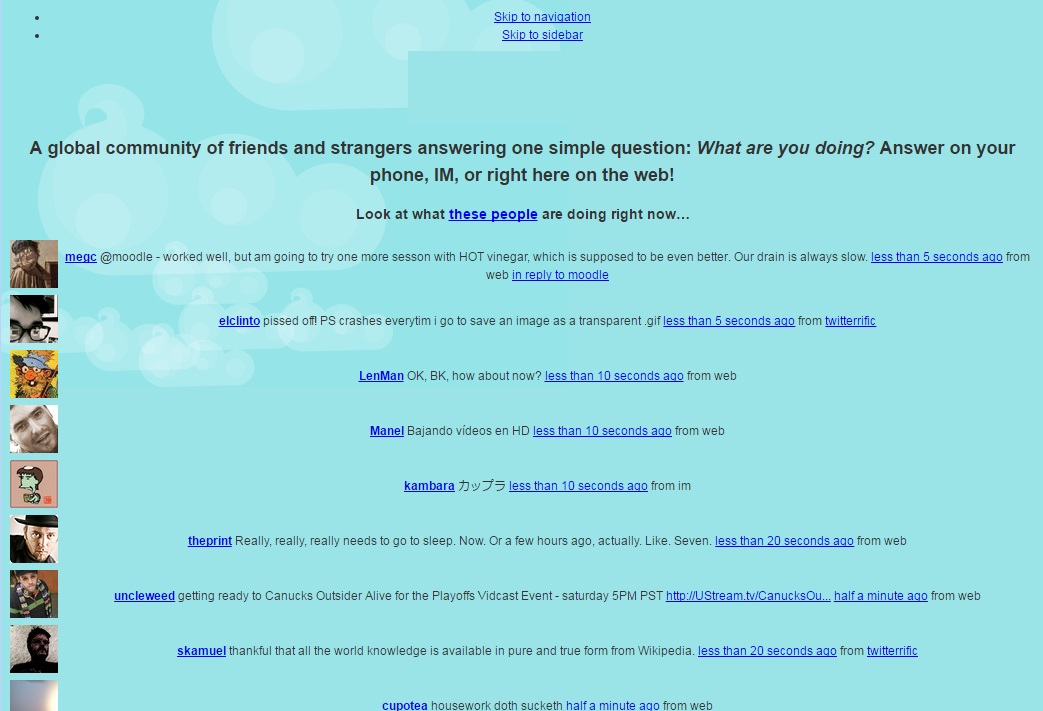 Skip to navigation
Skip to sidebar
A global community of friends and strangers answering one simple question: What are you doing? Answer on your
phone, IM, or right here on the web!
Look at what these people are doing right now...
megc @moodle - worked well, but am going to try one more sesson with HOT vinegar, which is supposed to be even better. Our drain is always slow. less than 5 seconds ago from
web in reply to moodle
elclinto pissed off! PS crashes everytim i go to save an image as a transparent .gif less than 5 seconds ago from twitterrific
LenMan OK, BK, how about now? less than 10 seconds ago from web
Manel Bajando vídeos en HD less than 10 seconds ago from web
kambara カップラ less than 10 seconds ago from im
theprint Really, really, really needs to go to sleep. Now. Or a few hours ago, actually. Like. Seven. less than 20 seconds ago from web
uncleweed getting ready to Canucks Outsider Alive for the Playoffs Vidcast Event - saturday 5PM PST http://UStream.tv/CanucksOu... half a minute ago from web
skamuel thankful that all the world knowledge is available in pure and true form from Wikipedia. less than 20 seconds ago from twitterrific
cupotea housework doth sucketh half a minute ago from web